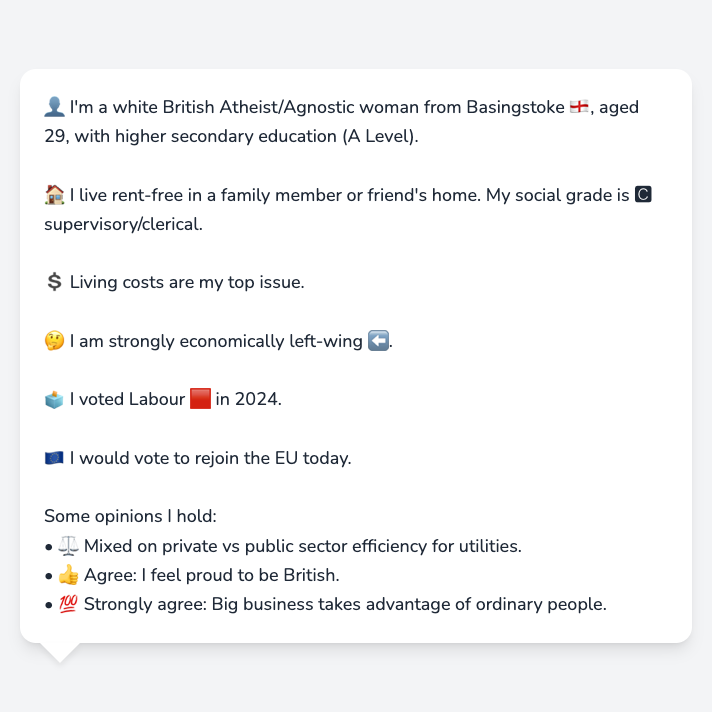 👤 I'm a white British Atheist/Agnostic woman from Basingstoke 🏴󠁧󠁢󠁥󠁮󠁧󠁿, aged
29, with higher secondary education (A Level).
🏠 I live rent-free in a family member or friend's home. My social grade is 🅲
supervisory/clerical.
💲 Living costs are my top issue.
🤔 I am strongly economically left-wing ⬅️.
🗳️ I voted Labour 🟥 in 2024.
🇪🇺 I would vote to rejoin the EU today.
Some opinions I hold:
• ⚖️ Mixed on private vs public sector efficiency for utilities.
• 👍 Agree: I feel proud to be British.
• 💯 Strongly agree: Big business takes advantage of ordinary people.